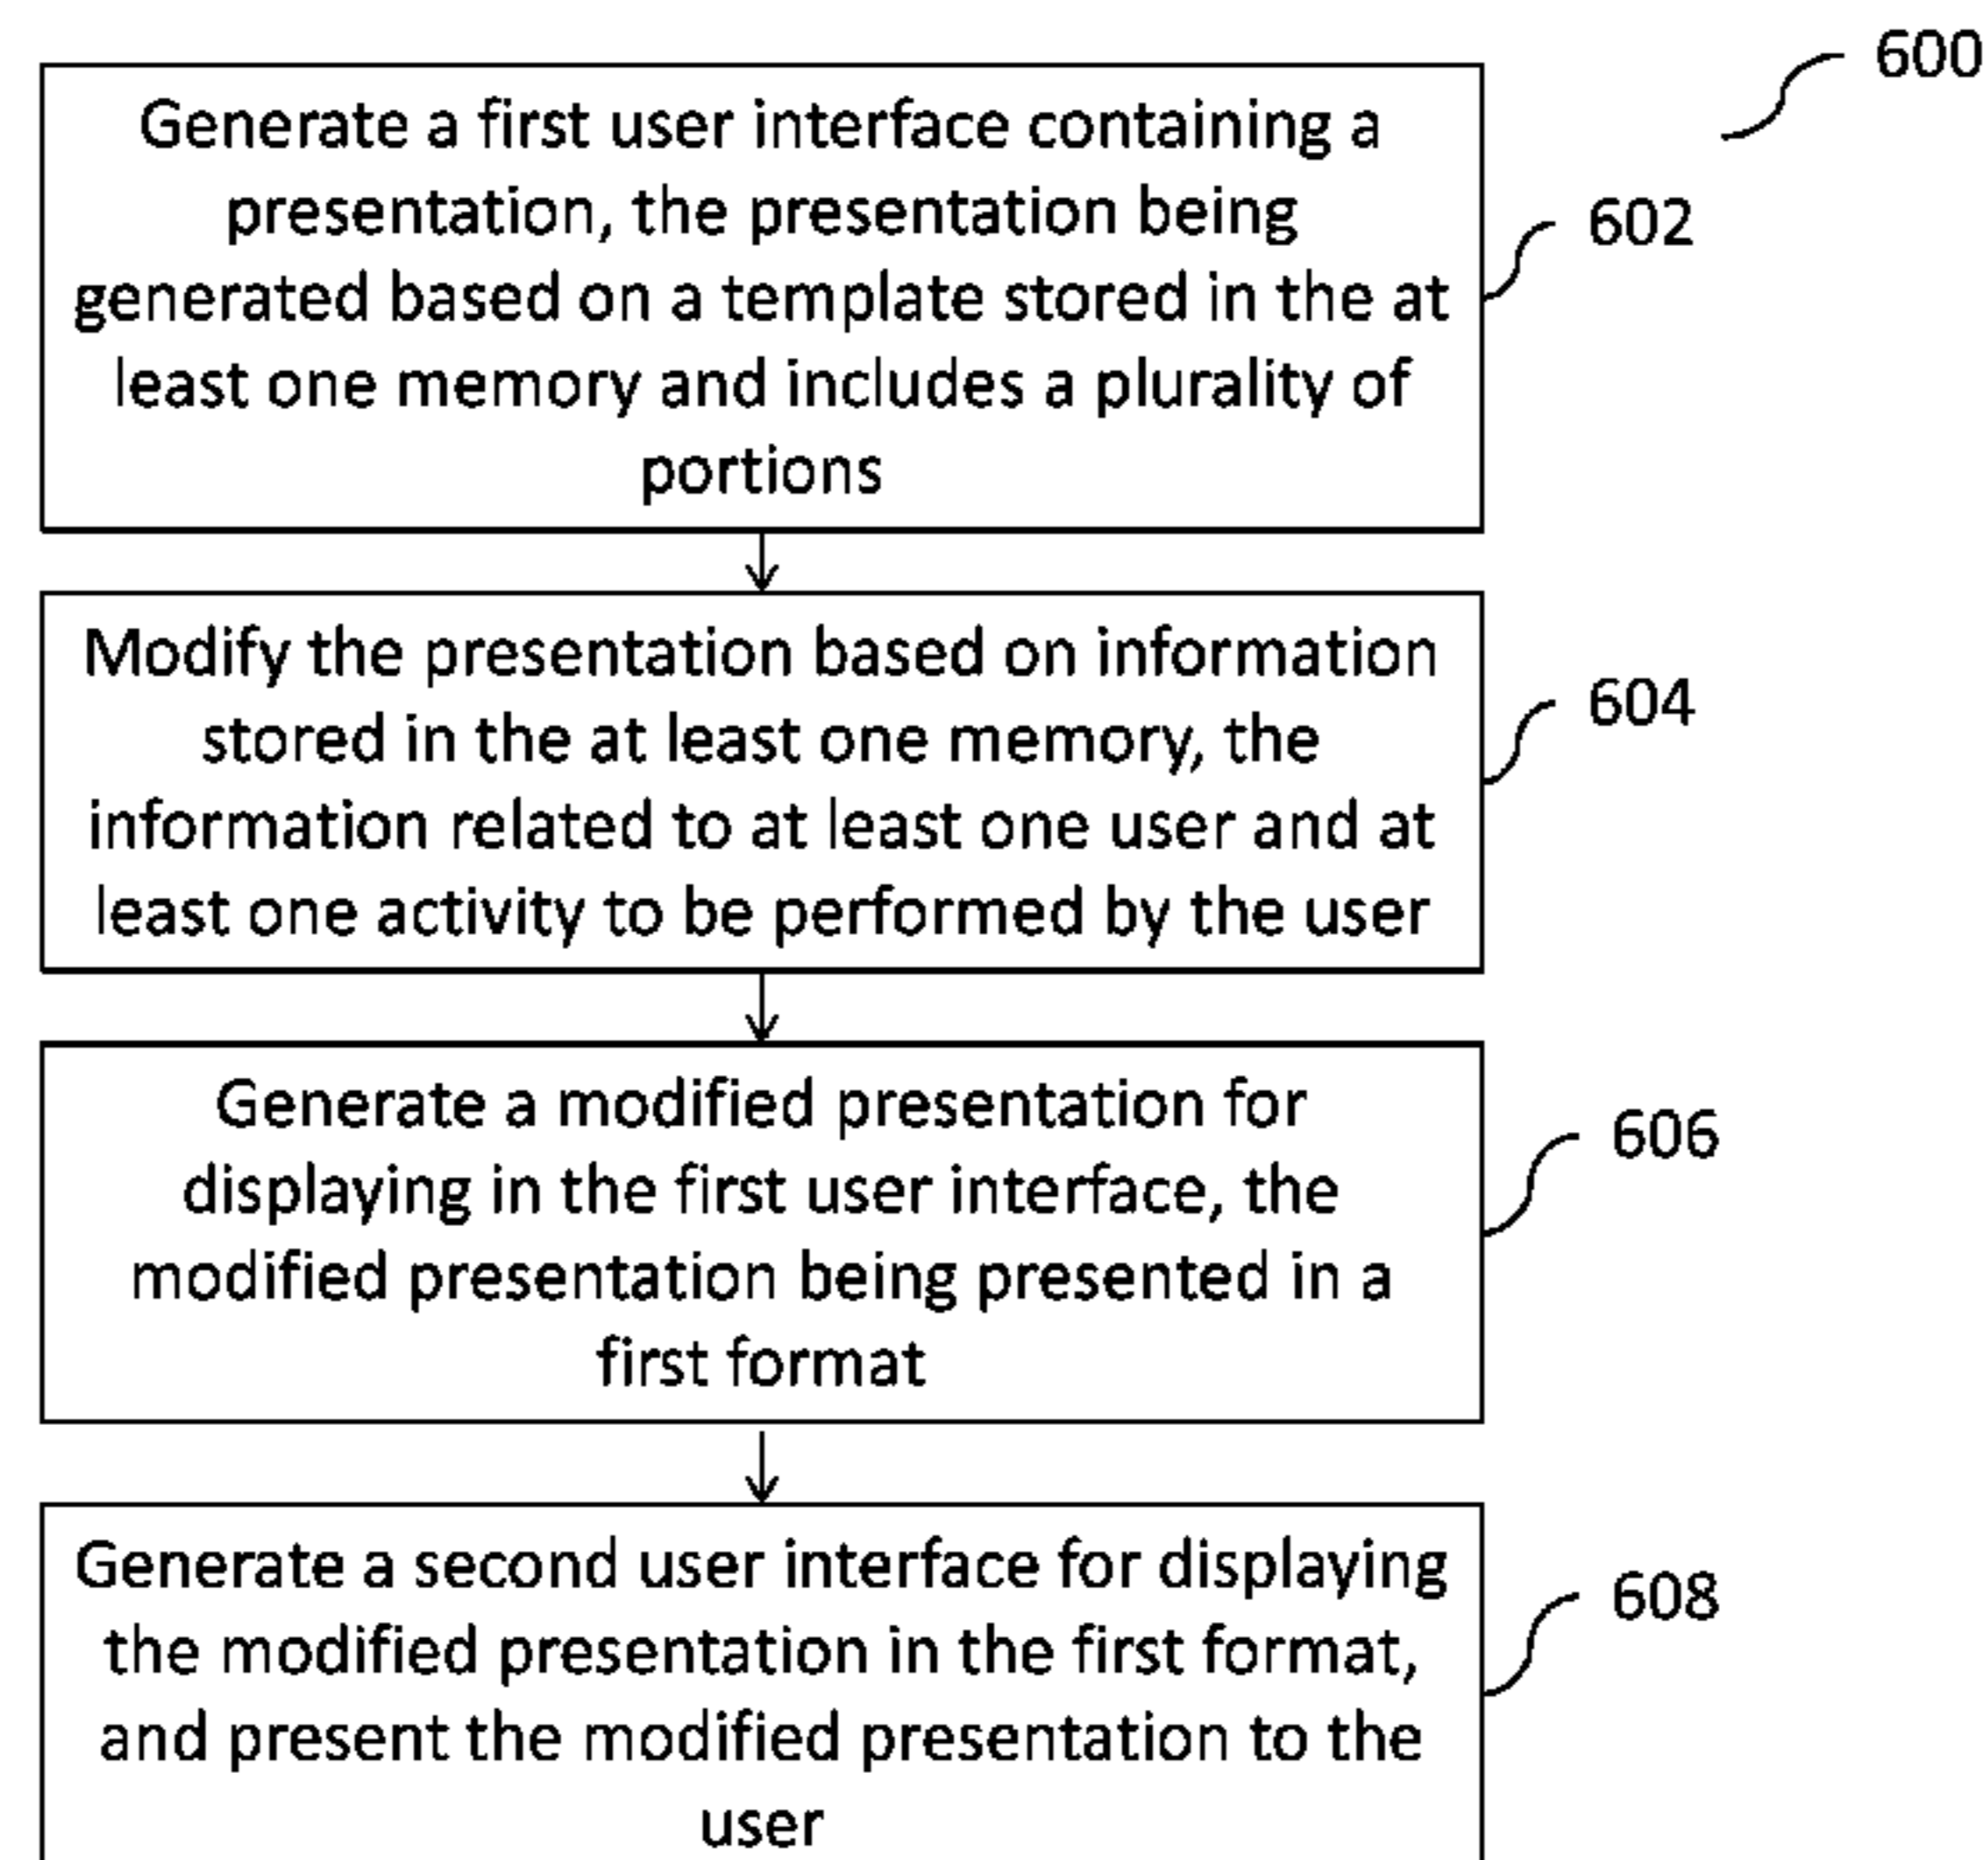 600
Generate a first user interface containing a
presentation, the presentation being
generated based on a template stored in the at
least one memory and includes a plurality of
portions
602
Modify the presentation based on information
stored in the at least one memory, the
information related to at least one user and at
least one activity to be performed by the user
604
Generate a modified presentation for
displaying in the first user interface, the
modified presentation being presented in a
first format
606
Generate a second user interface for displaying
the modified presentation in the first format,
and present the modified presentation to the
user
608